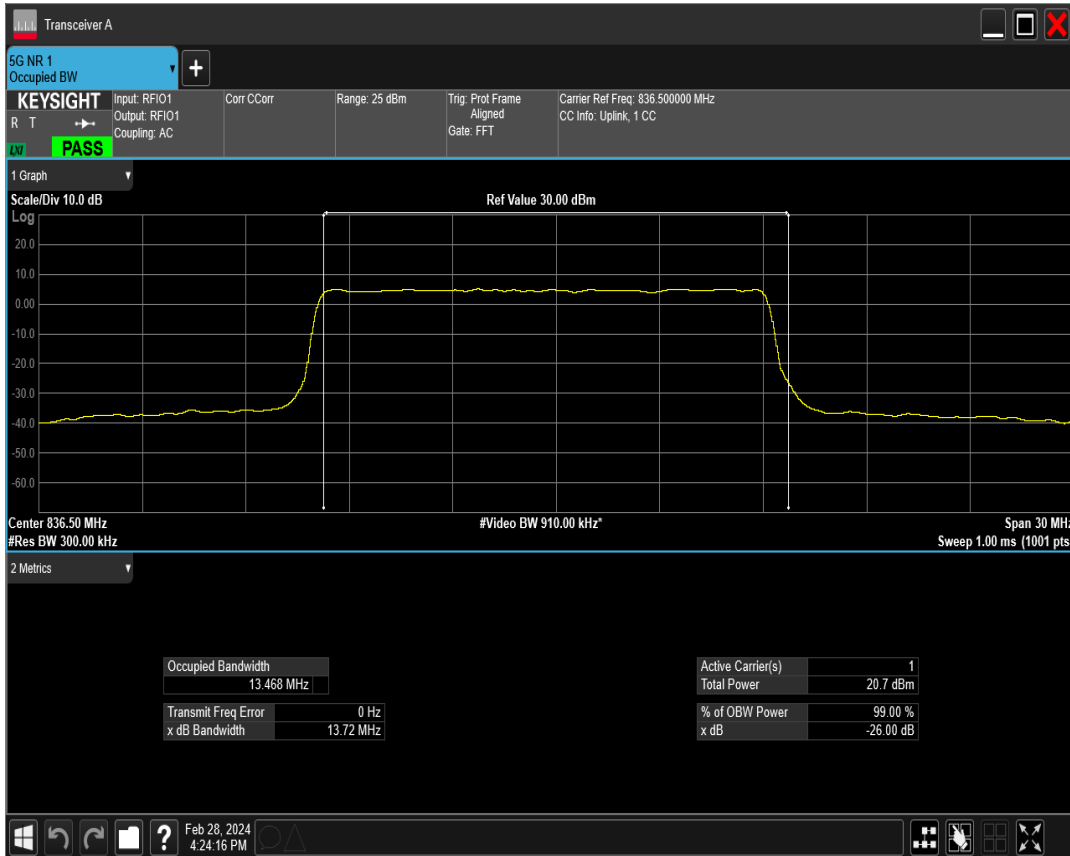 Transceiver A
5G NR 1
Occupied BW
+
KEYSIGHT
R T
LXI
PASS
Input: RFIO1
Output: RFIO1
Coupling: AC
Corr CCorr
Range: 25 dBm
Trig: Prot Frame
Aligned
Gate: FFT
Carrier Ref Freq: 836.500000 MHz
CC Info: Uplink, 1 CC
1 Graph
Scale/Div 10.0 dB
Ref Value 30.00 dBm
Log
20.0
10.0
0.00
-10.0
-20.0
-30.0
-40.0
-50.0
-60.0
Center 836.50 MHz
#Video BW 910.00 kHz*
Span 30 MHz
#Res BW 300.00 kHz
Sweep 1.00 ms (1001 pts
2 Metrics
Occupied Bandwidth
13.468 MHz
Transmit Freq Error 0 Hz
x dB Bandwidth 13.72 MHz
Active Carrier(s) 1
Total Power 20.7 dBm
% of OBW Power 99.00 %
x dB -26.00 dB
?
Feb 28, 2024
4:24:16 PM